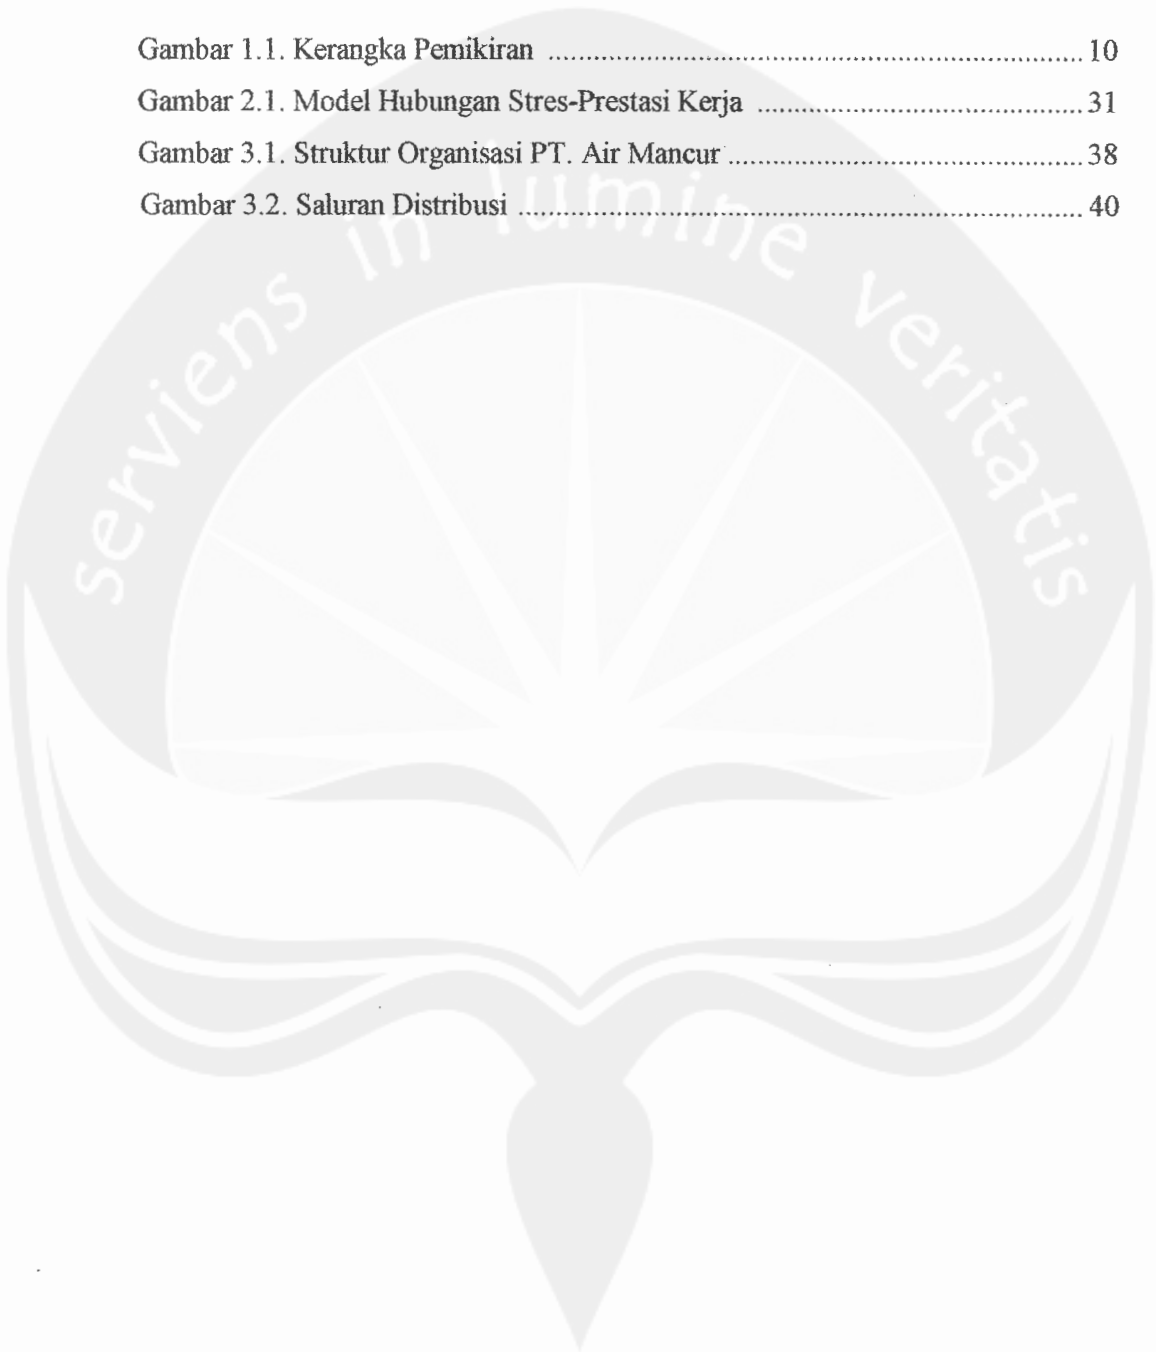 Gambar 1.1. Kerangka Pemikiran ..................................................................... 10
Gambar 2.1. Model Hubungan Stres-Prestasi Kerja .......................................... 31
Gambar 3.1. Struktur Organisasi PT. Air Mancur .............................................. 38
Gambar 3.2. Saluran Distribusi ......................................................................... 40
serviens in lumine veritatis